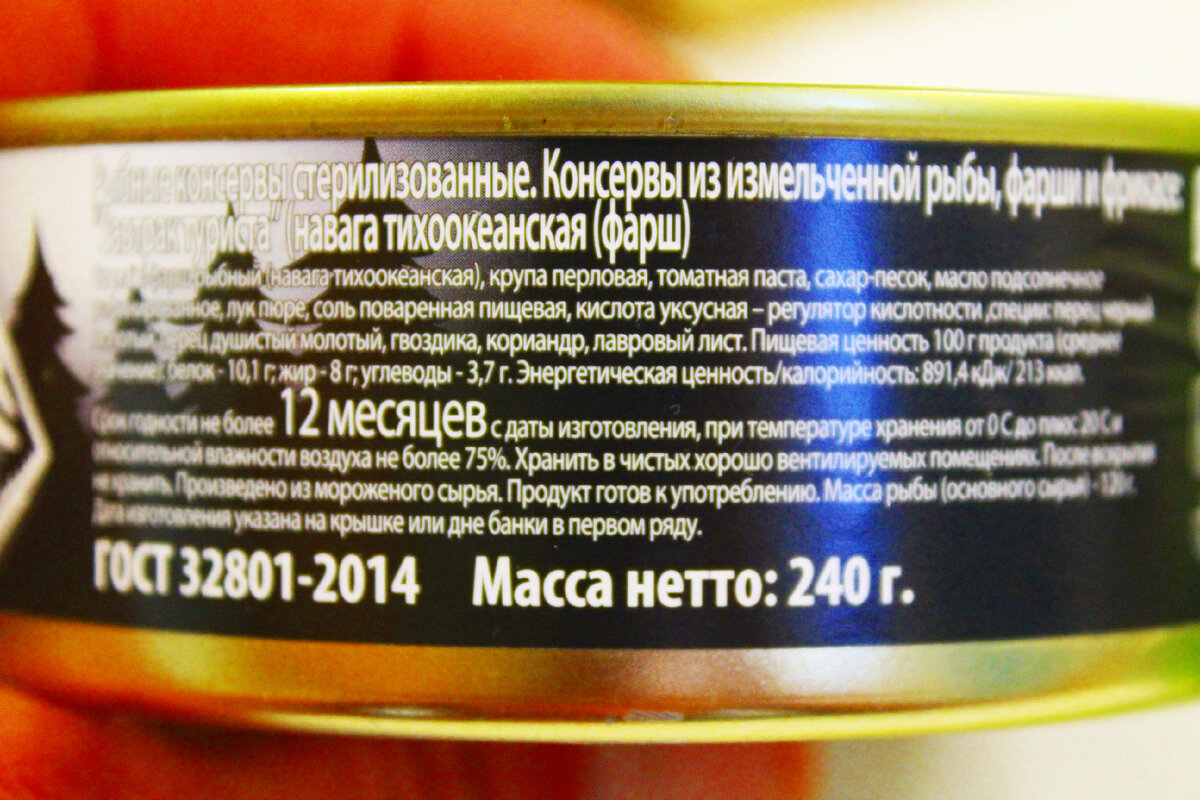 Рыбные консервы стерилизованные. Консервы из измельченной рыбы, фарши и фрикасе
"Завтрак туриста" (навага тихоокеанская (фарш)
рыбный (навага тихоокеанская), крупа перловая, томатная паста, сахар-песок, масло подсолнечное
лук пюре, соль поваренная пищевая, кислота уксусная – регулятор кислотности ,специи: перец черный
перец душистый молотый, гвоздика, кориандр, лавровый лист. Пищевая ценность 100 г продукта (среднее
белок - 10,1 г; жир - 8 г; углеводы - 3,7 г. Энергетическая ценность/калорийность: 891,4 кДж/ 213 ккал.
Срок годности не более 12 месяцев с даты изготовления, при температуре хранения от 0 С до плюс 20 С и
относительной влажности воздуха не более 75%. Хранить в чистых хорошо вентилируемых помещениях. После вскрытия
не хранить. Произведено из мороженого сырья. Продукт готов к употреблению. Масса рыбы (основного сырья) - 120 г.
Дата изготовления указана на крышке или дне банки в первом ряду.
ГОСТ 32801-2014 Масса нетто: 240 г.